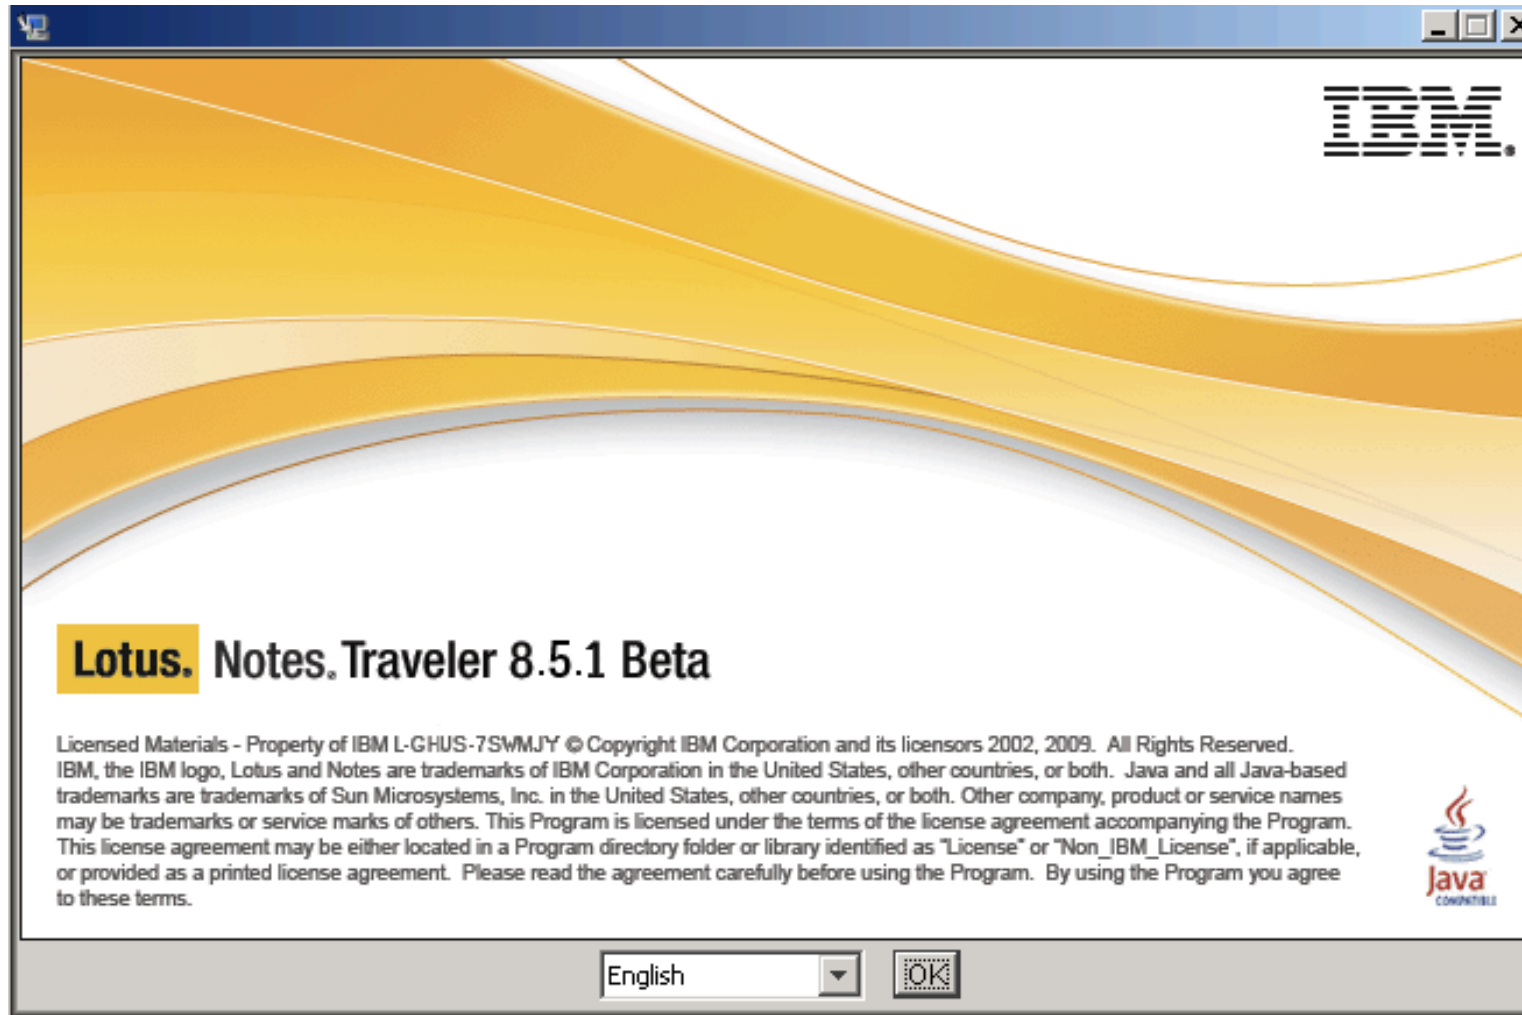 IBM.
Lotus. Notes. Traveler 8.5.1 Beta
Licensed Materials - Property of IBM L-GHUS-7SWMJY © Copyright IBM Corporation and its licensors 2002, 2009. All Rights Reserved.
IBM, the IBM logo, Lotus and Notes are trademarks of IBM Corporation in the United States, other countries, or both. Java and all Java-based
trademarks are trademarks of Sun Microsystems, Inc. in the United States, other countries, or both. Other company, product or service names
may be trademarks or service marks of others. This Program is licensed under the terms of the license agreement accompanying the Program.
This license agreement may be either located in a Program directory folder or library identified as "License" or "Non_IBM_License", if applicable,
or provided as a printed license agreement. Please read the agreement carefully before using the Program. By using the Program you agree
to these terms.
Java
COMPATIBLE
English
OK